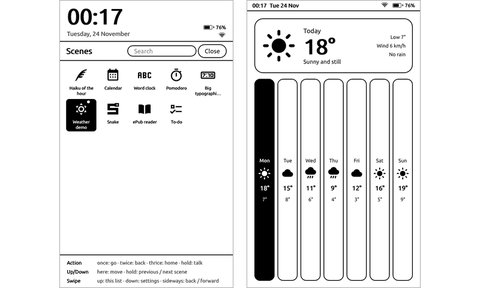 00:17
Tuesday, 24 November
76%
Scenes
Search
Close
Haiku of the hour
Calendar
ABC
Word clock
Pomodoro
Big typographi...
Weather demo
Snake
ePub reader
To-do
Action once: go · twice: back · thrice: home · hold: talk
Up/Down here: move · hold: previous / next scene
Swipe up: this list · down: settings · sideways: back / forward
00:17 Tue 24 Nov
76%
Today
18°
Sunny and still
Low 7°
Wind 6 km/h
No rain
Mon Tue Wed Thu Fri Sat Sun
18° 15° 11° 9° 12° 16° 19°
7° 8° 6° 4° 3° 5° 9°